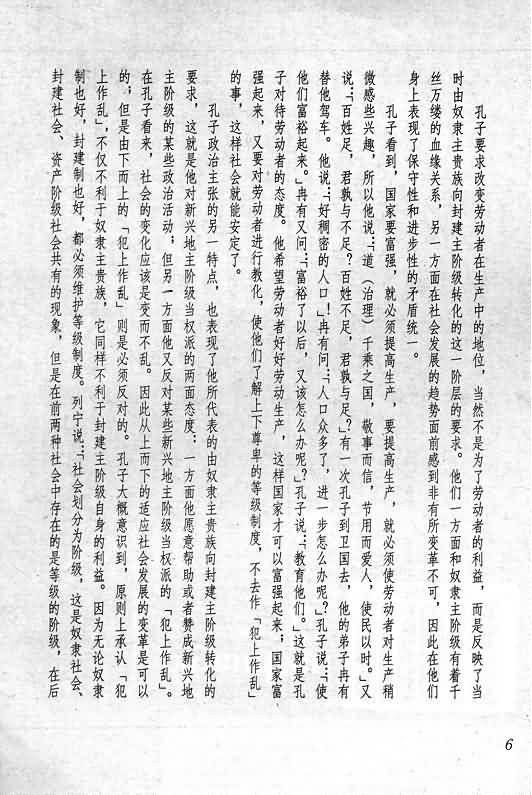 孔子要求改变劳动者在生产中的地位，当然不是为了劳动者的利益，而是反映了当
时由奴隶主贵族向封建主阶级转化的这一阶层的要求。他们一方面和奴隶主阶级有着千
丝万缕的血缘关系，另一方面在社会发展的趋势面前感到非有所变革不可，因此在他们
身上表现了保守性和进步性的矛盾统一。
孔子看到，国家要富强，就必须提高生产，要提高生产，就必须使劳动者对生产稍
微感些兴趣，所以他说：「道（治理）千乘之国，敬事而信，节用而爱人，使民以时。」又
说：「百姓足，君孰与不足？百姓不足，君孰与足？」有一次孔子到卫国去，他的弟子冉有
替他驾车。他说：「好稠密的人口」！冉有问：「人口众多了，进一步怎么办呢？」孔子说：「使
他们富裕起来。」冉有又问：「富裕了以后，又该怎么办呢？」孔子说：「教育他们。」这就是孔
子对待劳动者的态度。他希望劳动者好好劳动生产，这样国家才可以富强起来；国家富
强起来，又要对劳动者进行教化，使他们了解上下尊卑的等级制度，不去作「犯上作乱」
的事，这样社会就能安定了。
孔子政治主张的另一特点，也表现了他所代表的由奴隶主贵族向封建主阶级转化的
要求，这就是他对新兴地主阶级当权派的两面态度：一方面他愿意帮助或者赞成新兴地
主阶级的某些政治活动；但另一方面他又反对某些新兴地主阶级当权派的「犯上作乱」。
在孔子看来，社会的变化应该是变而不乱。因此从上而下的适应社会发展的变革是可以
的；但是由下而上的「犯上作乱」则是必须反对的。孔子大概意识到，原则上承认「犯
上作乱」，不仅不利于奴隶主贵族，它同样不利于封建主阶级自身的利益。因为无论奴隶
制也好，封建制也好，都必须维护等级制度。列宁说：「社会划分为阶级，这是奴隶社会、
封建社会、资产阶级社会共有的现象，但是在前两种社会中存在的是等级的阶级，在后
6